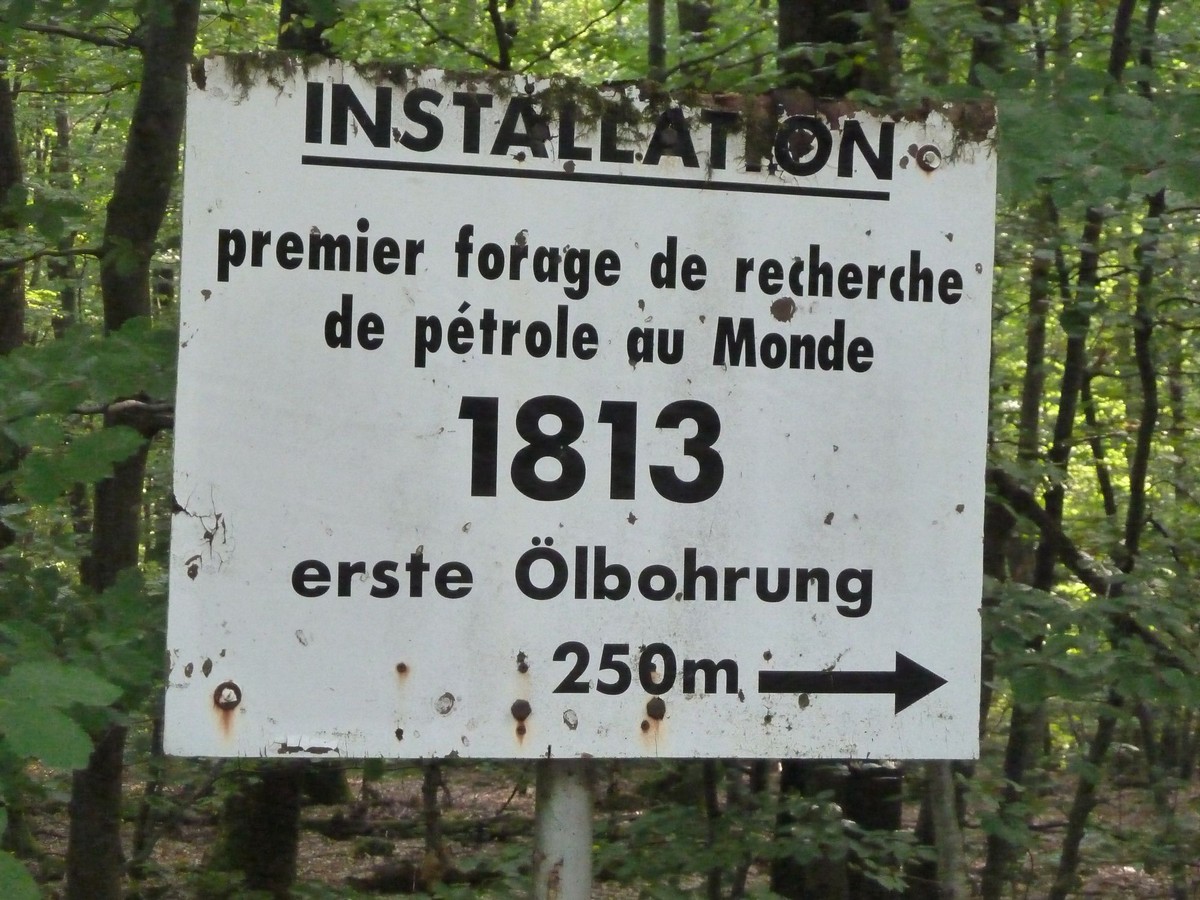 INSTALLATION
premier forage de recherche
de pétrole au Monde
1813
erste Ölbohrung
250m